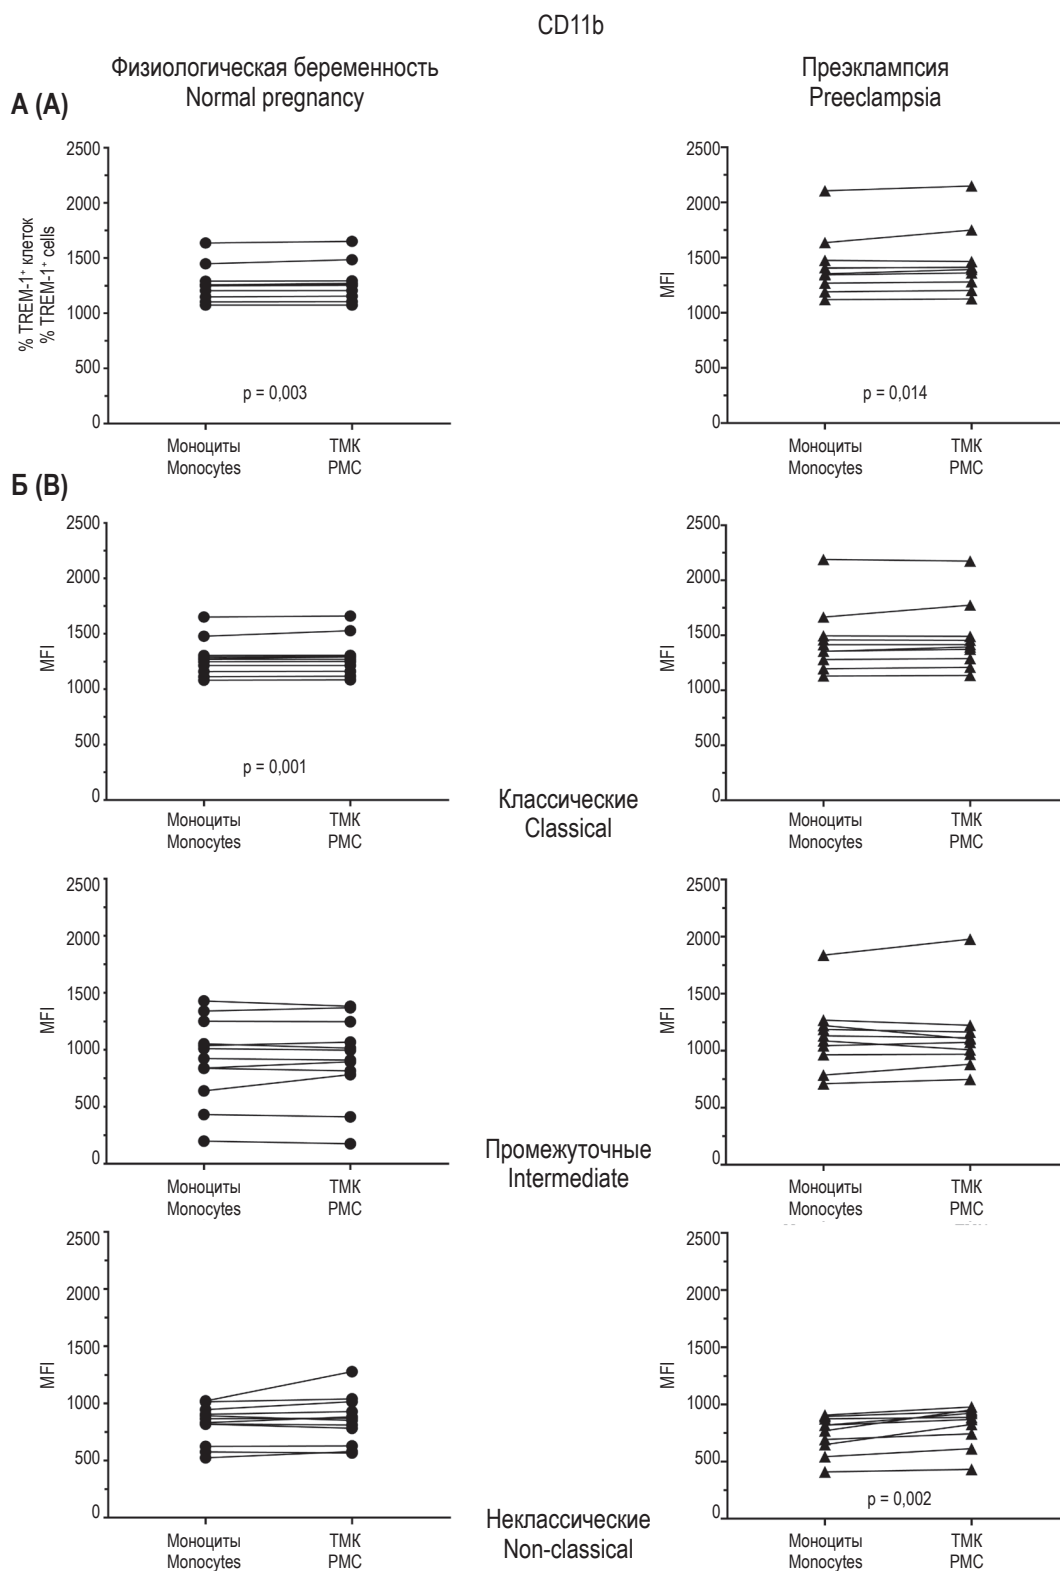 CD11b
Физиологическая беременность
Normal pregnancy
Преэклампсия
Preeclampsia
А (A)
% TREM-1⁺ клеток
% TREM-1⁺ cells
2500
2000
1500
1000
500
0
p = 0,003
Моноциты
Monocytes
ТМК
PMC
MFI
2500
2000
1500
1000
500
0
p = 0,014
Моноциты
Monocytes
ТМК
PMC
Б (B)
MFI
2500
2000
1500
1000
500
0
p = 0,001
Моноциты
Monocytes
ТМК
PMC
Классические
Classical
MFI
2500
2000
1500
1000
500
0
Моноциты
Monocytes
ТМК
PMC
MFI
2500
2000
1500
1000
500
0
Моноциты
Monocytes
ТМК
PMC
Промежуточные
Intermediate
MFI
2500
2000
1500
1000
500
0
Моноциты
Monocytes
ТМК
PMC
MFI
2500
2000
1500
1000
500
0
Моноциты
Monocytes
ТМК
PMC
Неклассические
Non-classical
MFI
2500
2000
1500
1000
500
0
p = 0,002
Моноциты
Monocytes
ТМК
PMC